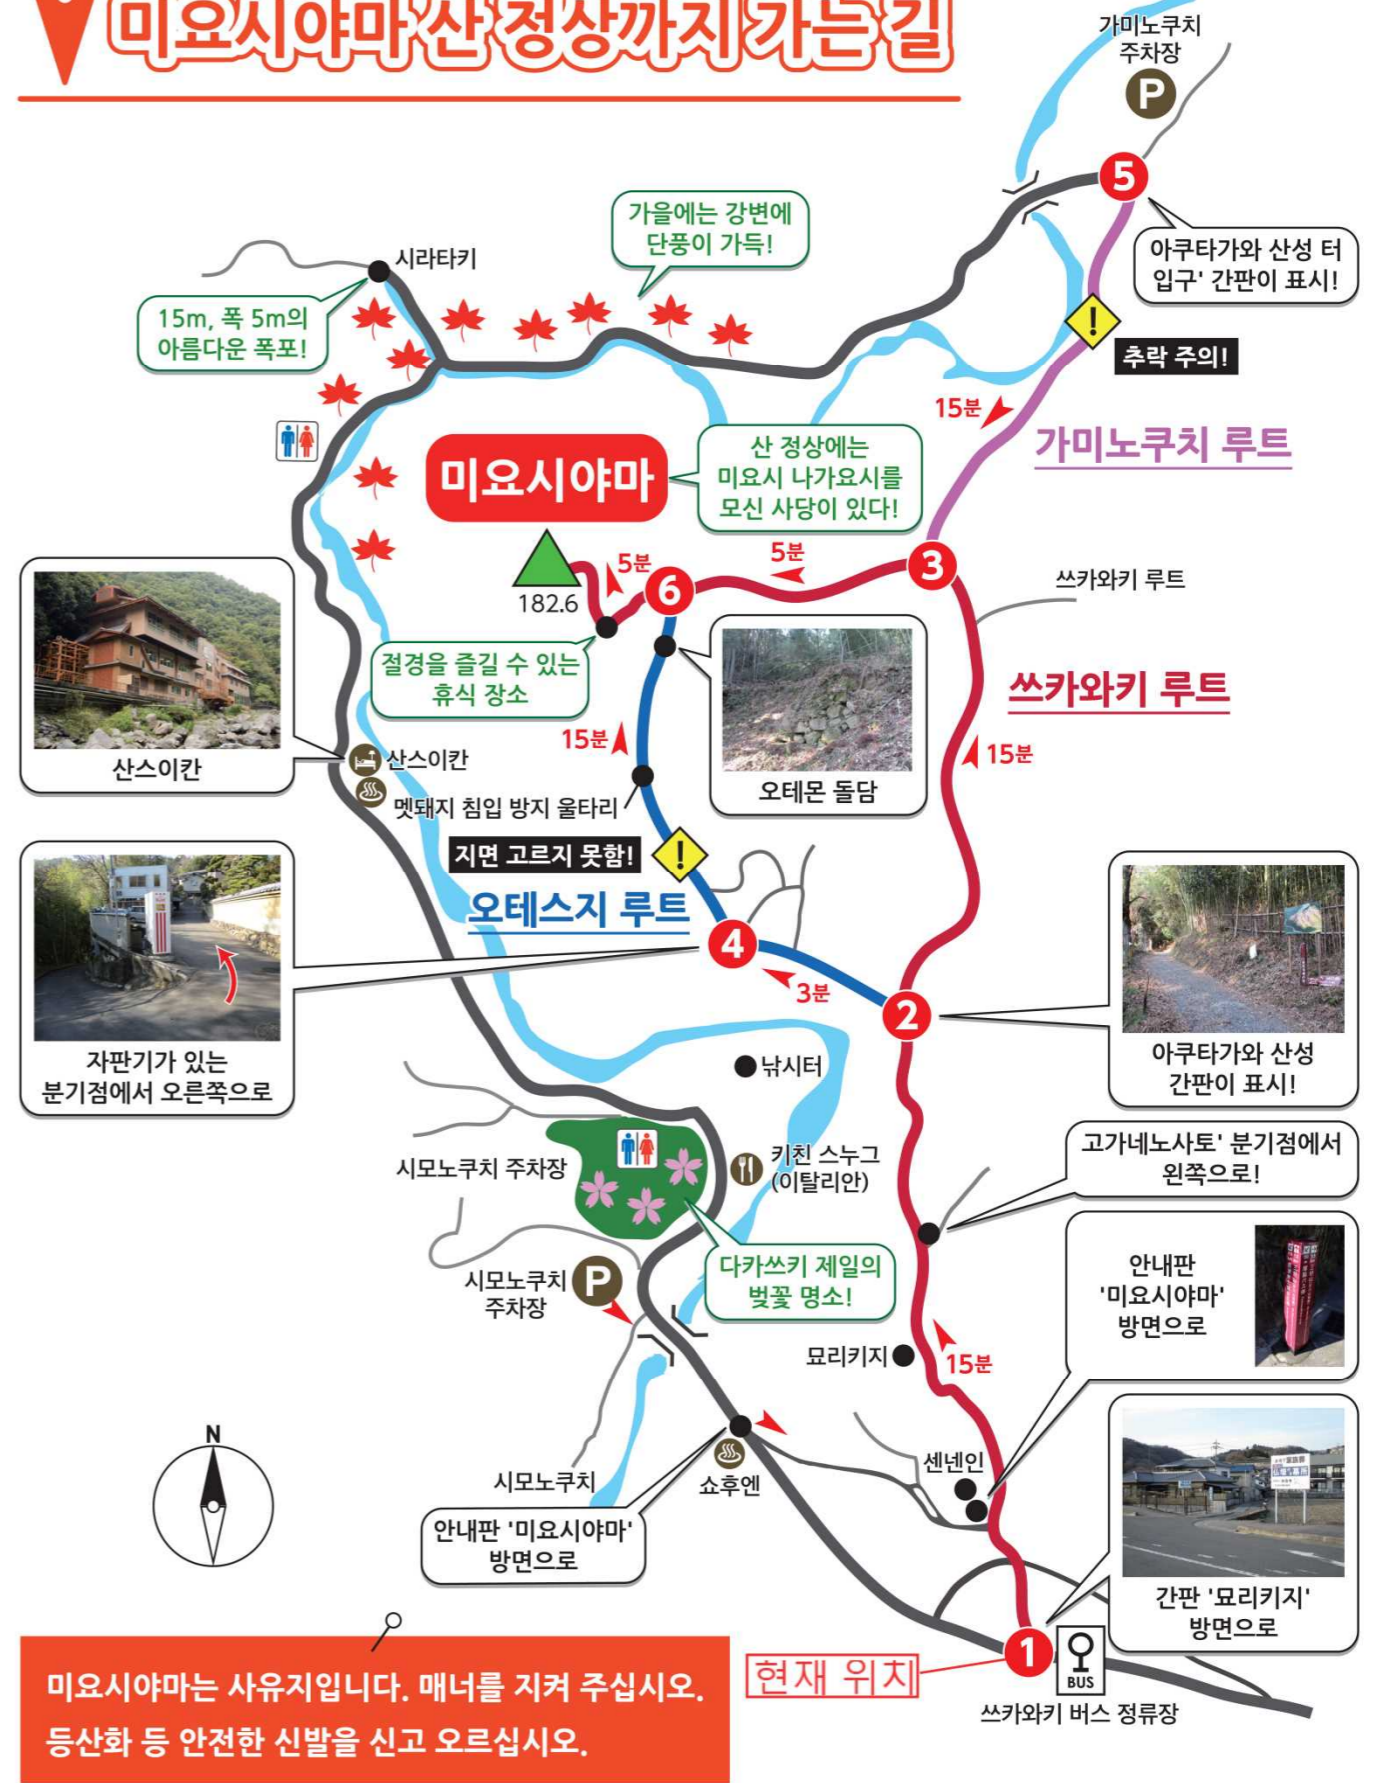 미요시야마 산 정상까지 가는 길
가미노쿠치
주차장
P
5
아쿠타가와 산성 터
입구' 간판이 표시!
가을에는 강변에
단풍이 가득!
시라타키
15m, 폭 5m의
아름다운 폭포!
!
추락 주의!
15분
가미노쿠치 루트
미요시야마
산 정상에는
미요시 나가요시를
모신 사당이 있다!
182.6
5분
6
5분
3
쓰카와키 루트
절경을 즐길 수 있는
휴식 장소
쓰카와키 루트
15분
15분
산스이칸
산스이칸
오테몬 돌담
멧돼지 침입 방지 울타리
지면 고르지 못함!
!
오테스지 루트
4
3분
2
자판기가 있는
분기점에서 오른쪽으로
아쿠타가와 산성
간판이 표시!
낚시터
시모노쿠치 주차장
키친 스누그
(이탈리안)
고가네노사토' 분기점에서
왼쪽으로!
다카쓰키 제일의
벚꽃 명소!
시모노쿠치
주차장
P
안내판
'미요시야마'
방면으로
묘리키지
15분
N
시모노쿠치
쇼후엔
센넨인
안내판 '미요시야마'
방면으로
간판 '묘리키지'
방면으로
현재 위치
1
BUS
쓰카와키 버스 정류장
미요시야마는 사유지입니다. 매너를 지켜 주십시오.
등산화 등 안전한 신발을 신고 오르십시오.